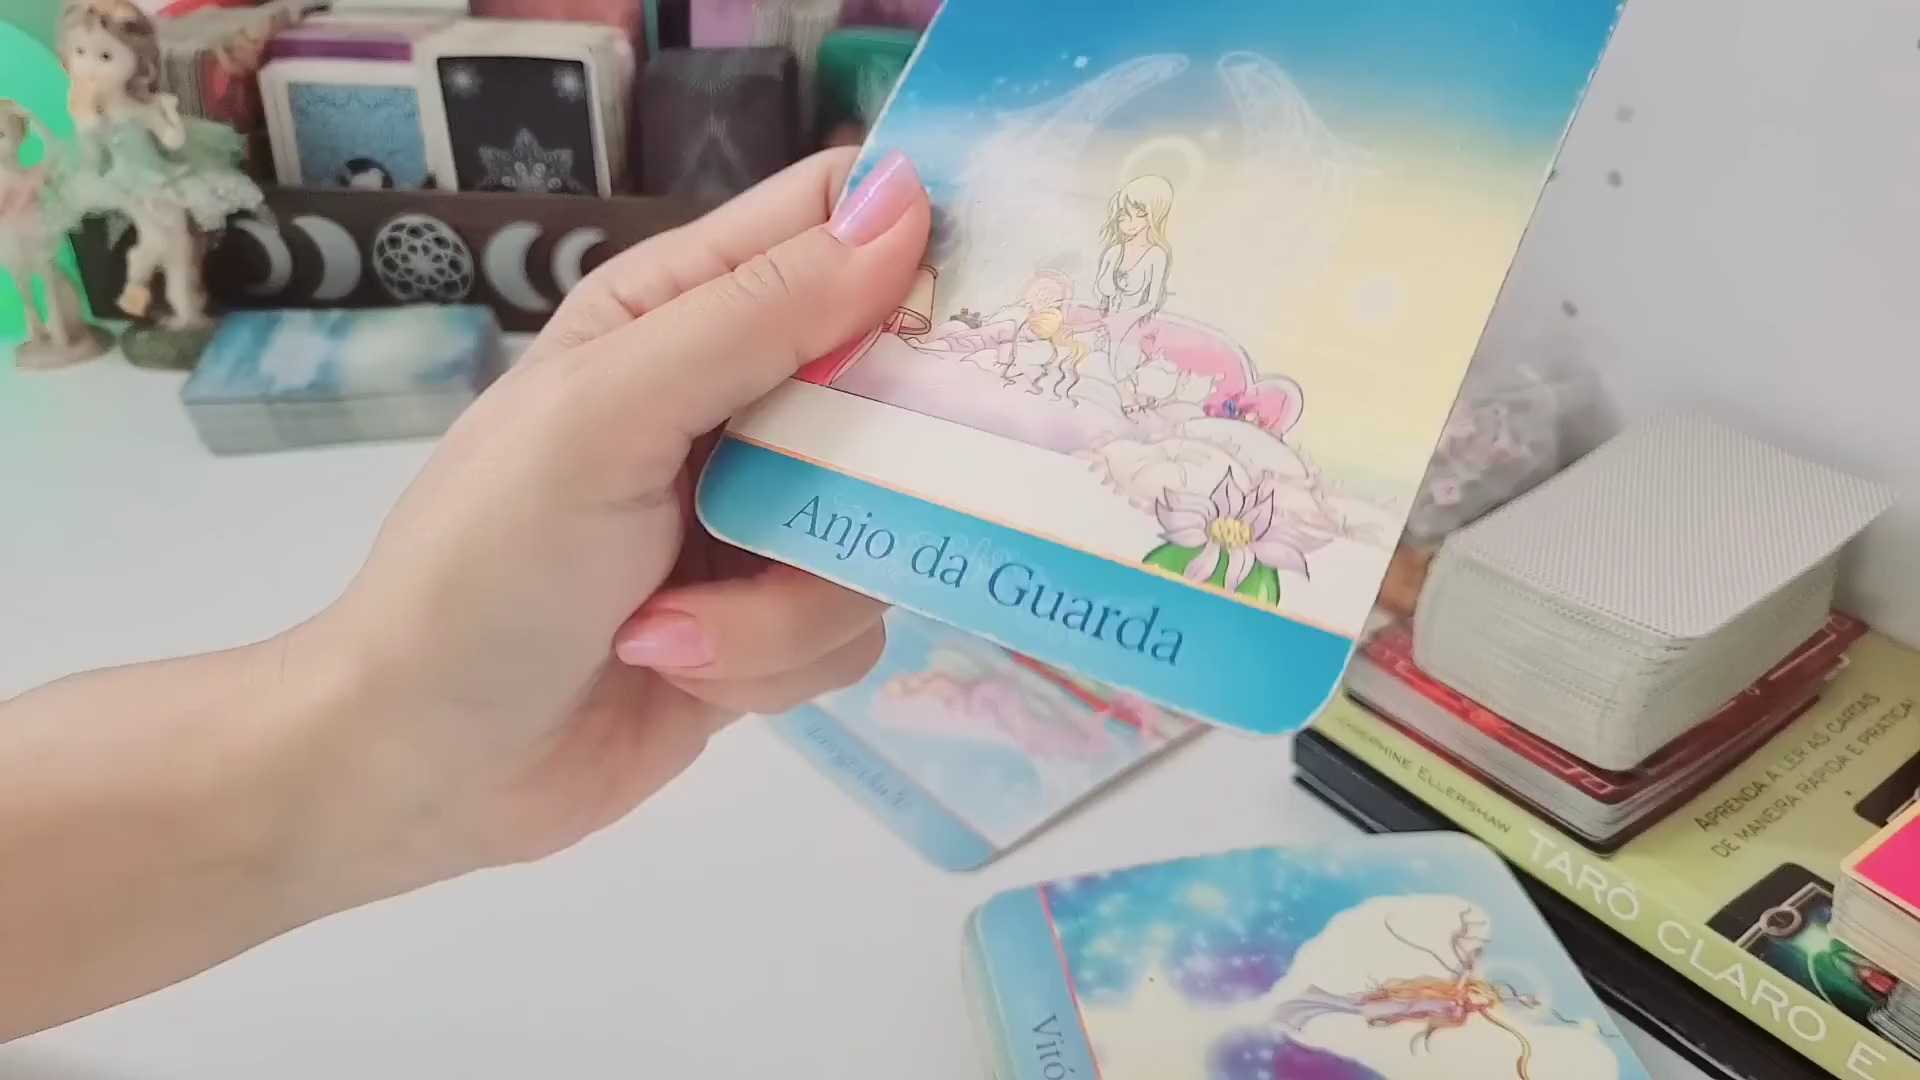 Anjo da Guarda
Vitó
JOSEPHINE ELLERSHAW
APRENDA A LER AS CARTAS
DE MANEIRA RÁPIDA E PRÁTICA!
TARÔ CLARO E